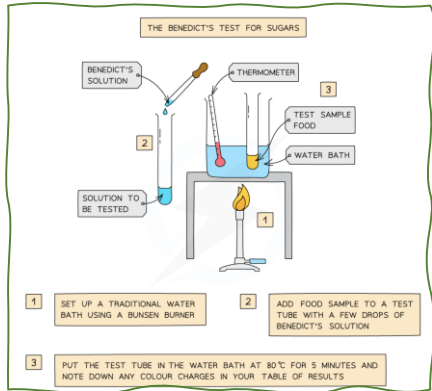 THE BENEDICT'S TEST FOR SUGARS
BENEDICT'S
SOLUTION
THERMOMETER
3
TEST SAMPLE
FOOD
2
WATER BATH
SOLUTION TO
BE TESTED
1
1
SET UP A TRADITIONAL WATER
BATH USING A BUNSEN BURNER
2
ADD FOOD SAMPLE TO A TEST
TUBE WITH A FEW DROPS OF
BENEDICT'S SOLUTION
3
PUT THE TEST TUBE IN THE WATER BATH AT 80℃ FOR 5 MINUTES AND
NOTE DOWN ANY COLOUR CHARGES IN YOUR TABLE OF RESULTS